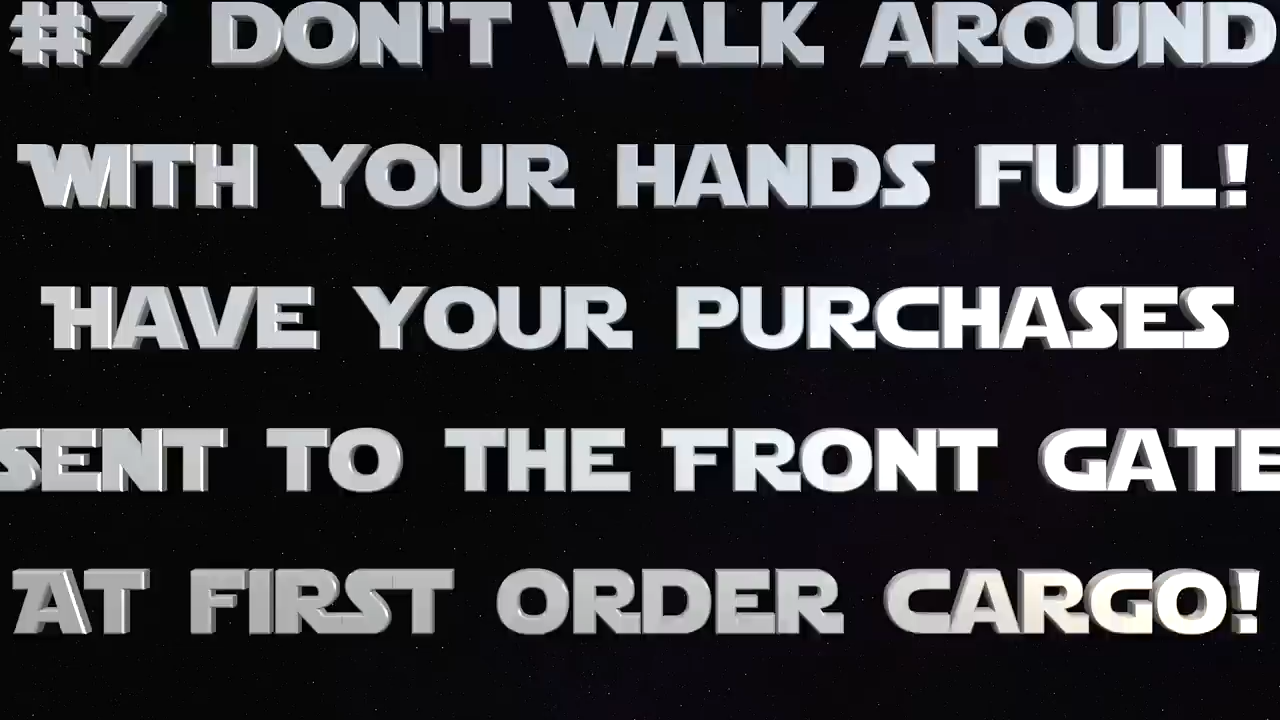 #7 DON'T WALK AROUND
WITH YOUR HANDS FULL!
HAVE YOUR PURCHASES
SENT TO THE FRONT GATE
AT FIRST ORDER CARGO!